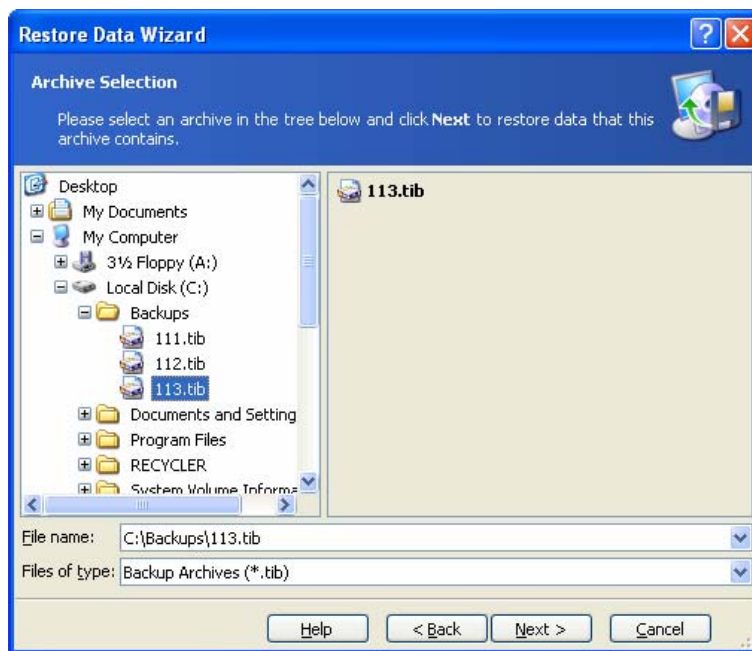 Restore Data Wizard
Archive Selection
Please select an archive in the tree below and click Next to restore data that this
archive contains.
Desktop
My Documents
My Computer
3½ Floppy (A:)
Local Disk (C:)
Backups
111.tib
112.tib
113.tib
Documents and Setting
Program Files
RECYCLER
System Volume Informa
113.tib
File name: C:\Backups\113.tib
Files of type: Backup Archives (*.tib)
Help < Back Next > Cancel